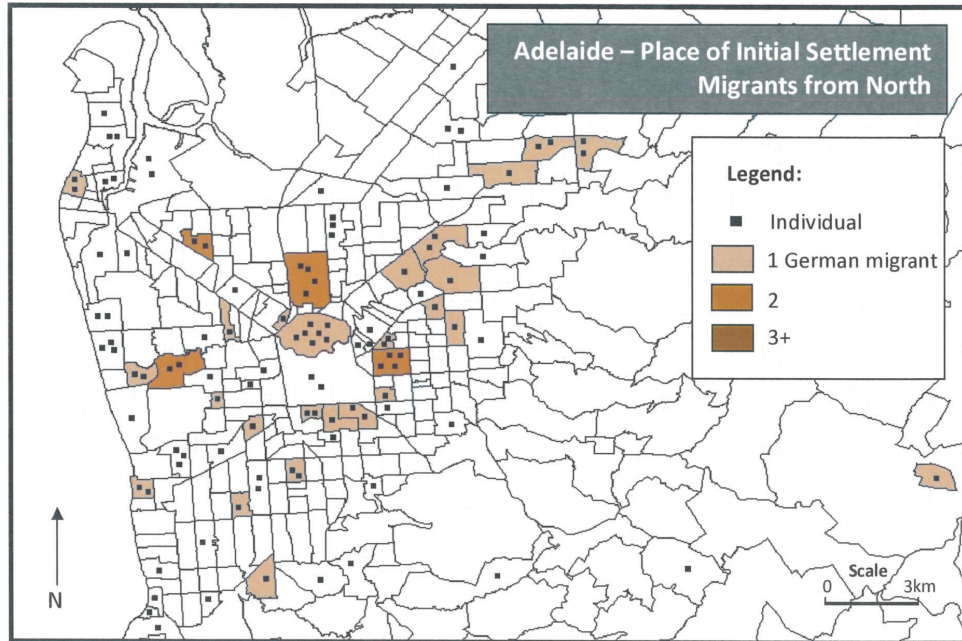 Adelaide – Place of Initial Settlement
Migrants from North
Legend:
Individual
1 German migrant
2
3+
N
Scale
0 3km